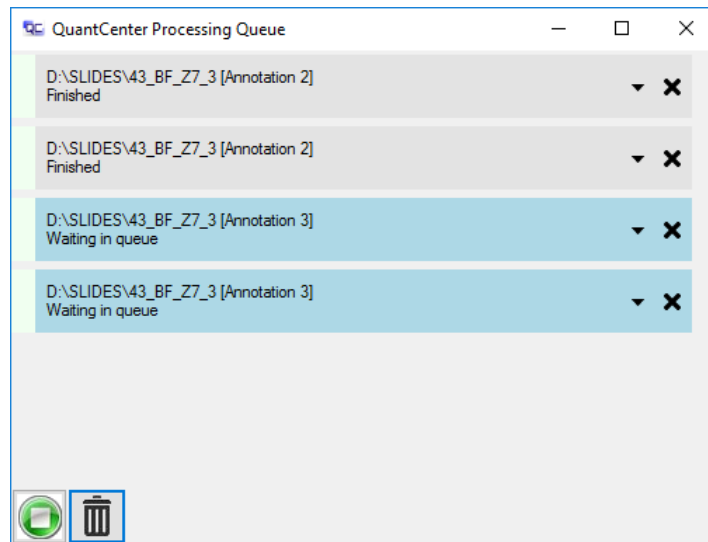 QuantCenter Processing Queue
D:\SLIDES\43_BF_Z7_3 [Annotation 2]
Finished
D:\SLIDES\43_BF_Z7_3 [Annotation 2]
Finished
D:\SLIDES\43_BF_Z7_3 [Annotation 3]
Waiting in queue
D:\SLIDES\43_BF_Z7_3 [Annotation 3]
Waiting in queue